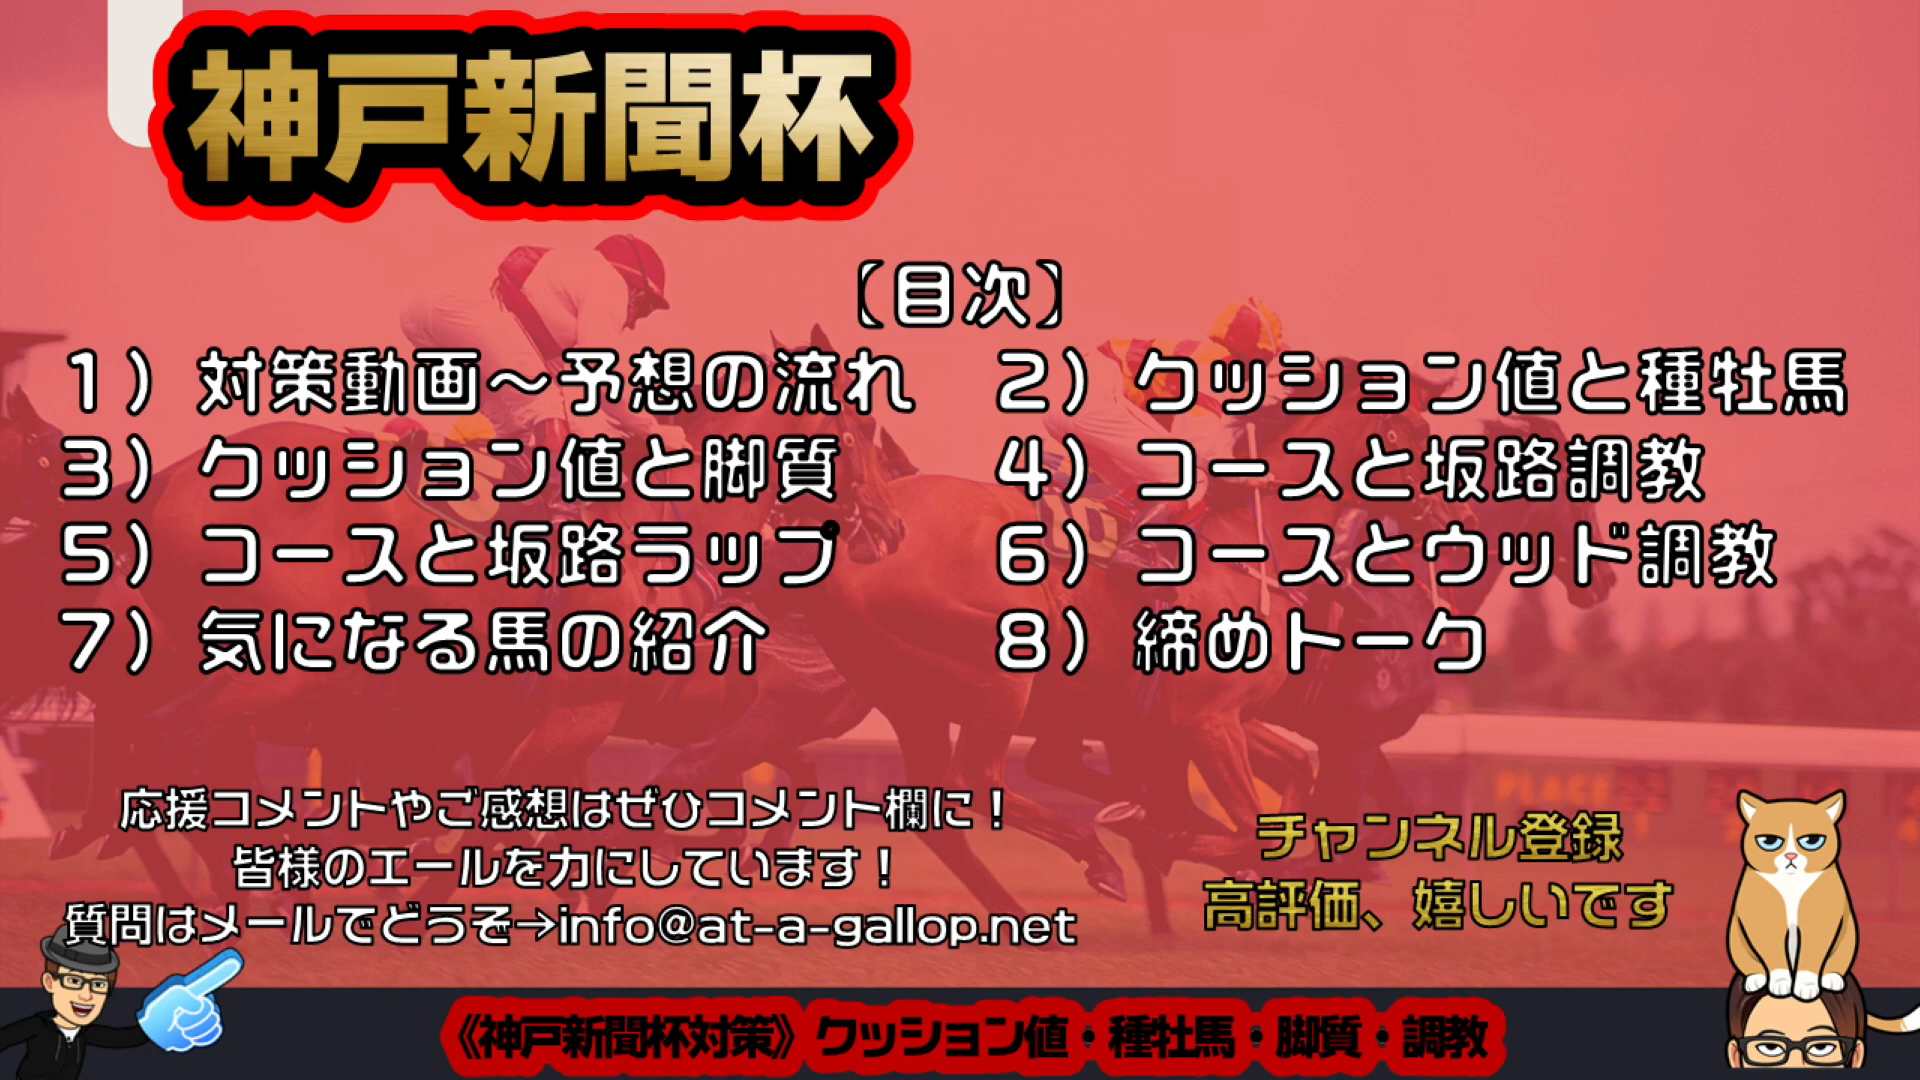 神戸新聞杯
【目次】
1）対策動画～予想の流れ
2）クッション値と種牡馬
3）クッション値と脚質
4）コースと坂路調教
5）コースと坂路ラップ
6）コースとウッド調教
7）気になる馬の紹介
8）締めトーク
応援コメントやご感想はぜひコメント欄に！
皆様のエールを力にしています！
質問はメールでどうぞ→info@at-a-gallop.net
チャンネル登録
高評価、嬉しいです
《神戸新聞杯対策》クッション値・種牡馬・脚質・調教
PLACE